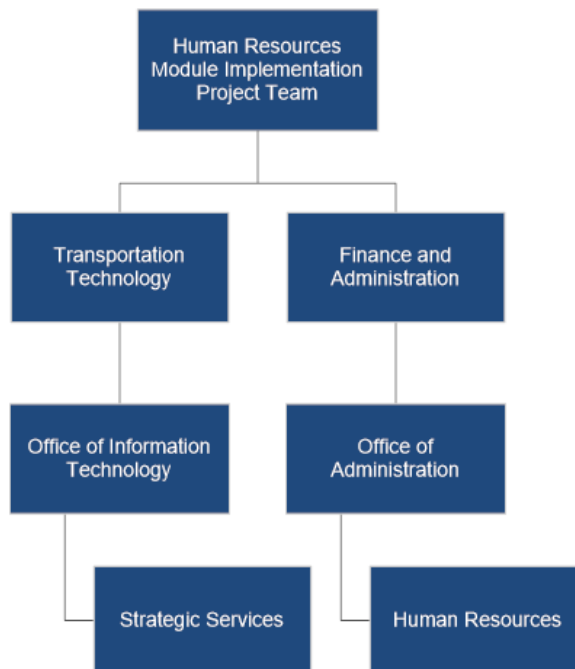 Human Resources
Module Implementation
Project Team
Transportation
Technology
Finance and
Administration
Office of Information
Technology
Office of
Administration
Strategic Services
Human Resources